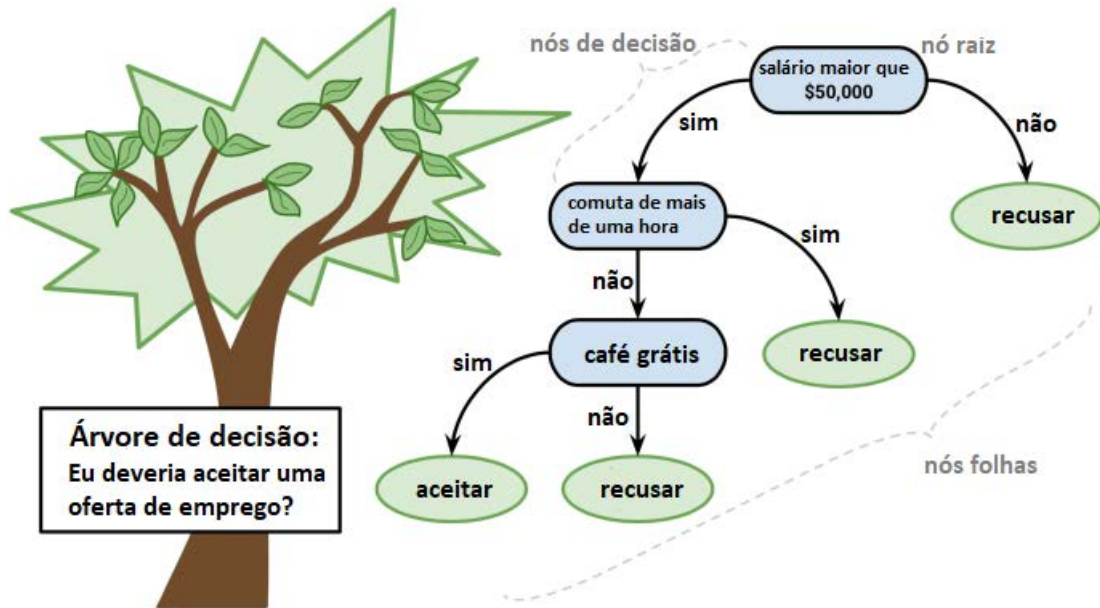 nós de decisão
nó raiz
salário maior que
$50,000
sim
não
comuta de mais
de uma hora
recusar
sim
não
café grátis
recusar
sim
não
Árvore de decisão:
Eu deveria aceitar uma
oferta de emprego?
aceitar
recusar
nós folhas